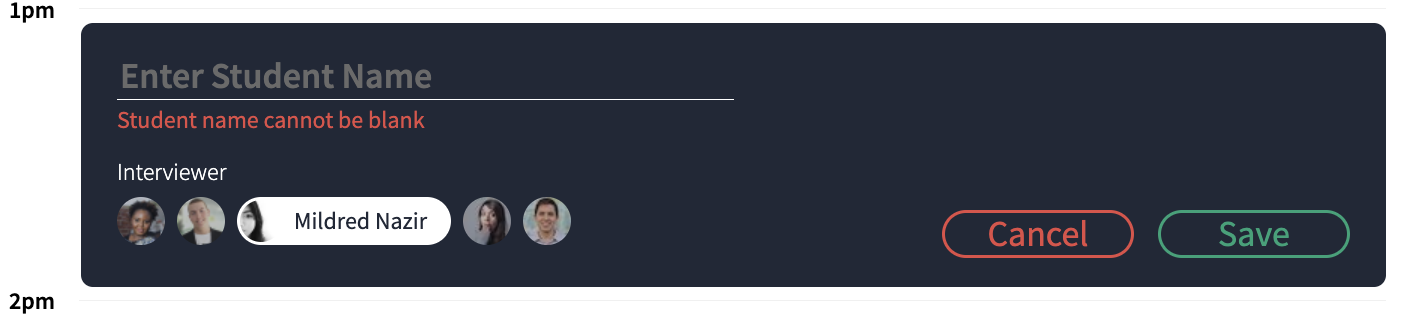 1pm
Enter Student Name
Student name cannot be blank
Interviewer
Mildred Nazir
Cancel
Save
2pm